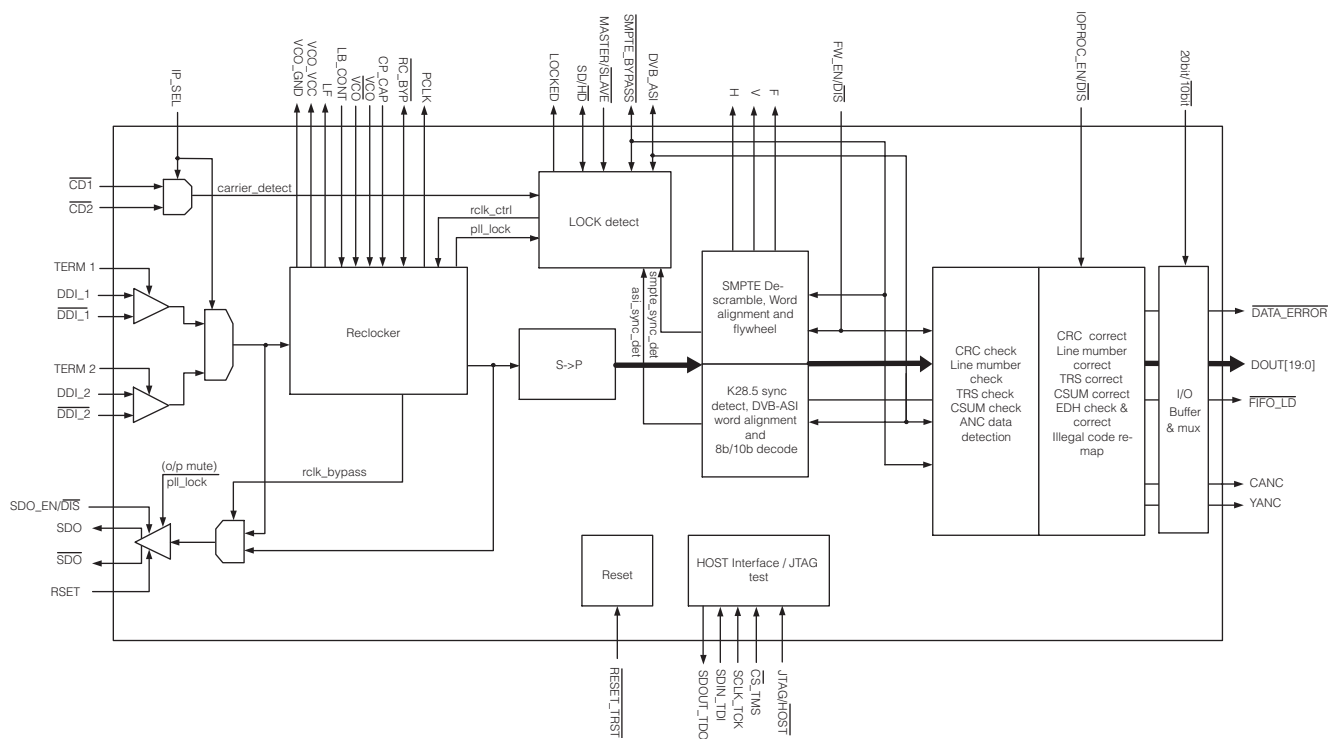 IP_SEL
VCO_GND
VCO_VCC
LF
LB_CONT
VCO
VCO
CP_CAP
RC_BYP
PCLK
LOCKED
SD/HD
MASTER/SLAVE
SMPTE_BYPASS
DVB_ASI
H
V
F
FW_EN/DIS
IOPROC_EN/DIS
20bit/10bit
CD1
CD2
carrier_detect
rclk_ctrl
pll_lock
LOCK detect
asi_sync_det
smpte_sync_det
TERM 1
DDI_1
DDI_1
TERM 2
DDI_2
DDI_2
Reclocker
S->P
SMPTE De-
scramble, Word
alignment and
flywheel
K28.5 sync
detect, DVB-ASI
word alignment
and
8b/10b decode
CRC check
Line number
check
TRS check
CSUM check
ANC data
detection
CRC correct
Line mumber
correct
TRS correct
CSUM correct
EDH check &
correct
Illegal code re-
map
I/O
Buffer
& mux
DATA_ERROR
DOUT[19:0]
FIFO_LD
CANC
YANC
rclk_bypass
(o/p mute)
pll_lock
SDO_EN/DIS
SDO
SDO
RSET
Reset
HOST Interface / JTAG
test
RESET_TRST
SDOUT_TDO
SDIN_TDI
SCLK_TCK
CS_TMS
JTAG/HOST